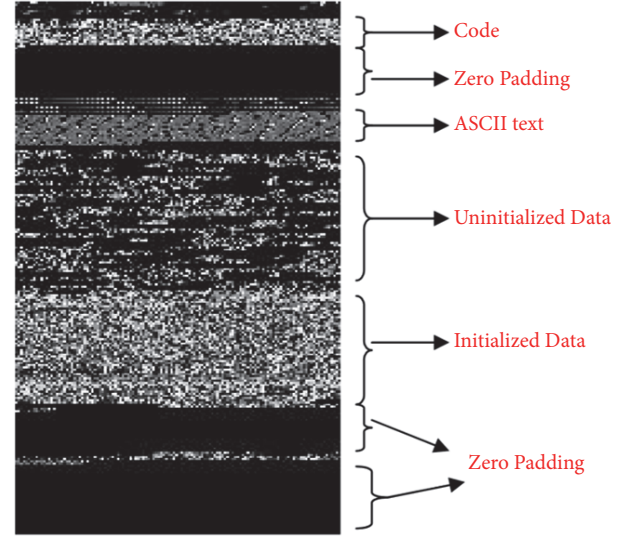 Code
Zero Padding
ASCII text
Uninitialized Data
Initialized Data
Zero Padding